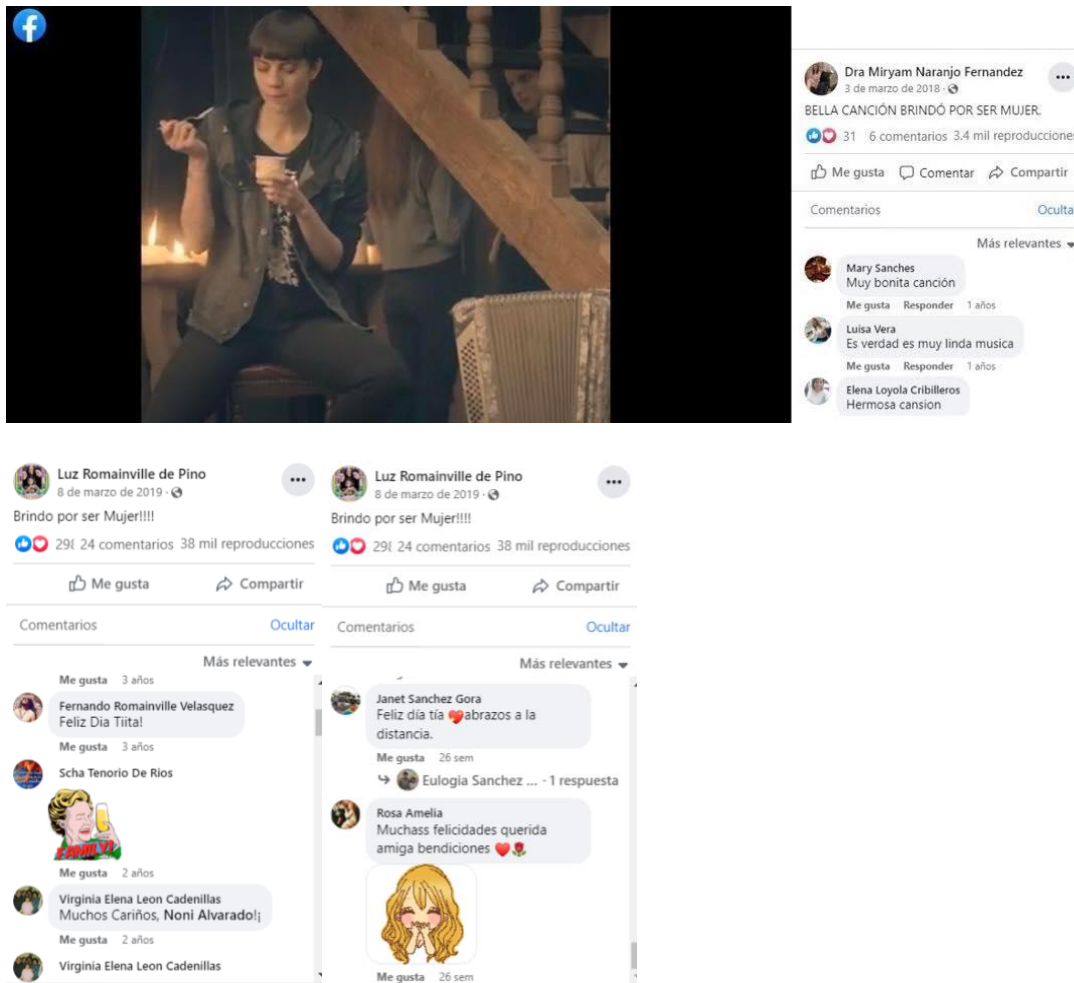 Dra Miryam Naranjo Fernandez
3 de marzo de 2018 ·
BELLA CANCIÓN BRINDÓ POR SER MUJER.
31 6 comentarios 3.4 mil reproducciones
Me gusta Comentar Compartir
Comentarios Oculta
Más relevantes
Mary Sanches
Muy bonita canción
Me gusta Responder 1 años
Luisa Vera
Es verdad es muy linda musica
Me gusta Responder 1 años
Elena Loyola Cribilleros
Hermosa cansion
Luz Romainville de Pino
8 de marzo de 2019 ·
Brindo por ser Mujer!!!!
24 comentarios 38 mil reproducciones
Me gusta Compartir
Comentarios Ocultar
Más relevantes
Me gusta 3 años
Fernando Romainville Velasquez
Feliz Dia Tiita!
Me gusta 3 años
Scha Tenorio De Rios
FAMILY!
Me gusta 2 años
Virginia Elena Leon Cadenillas
Muchos Cariños, Noni Alvarado!¡
Me gusta 2 años
Virginia Elena Leon Cadenillas
Luz Romainville de Pino
8 de marzo de 2019 ·
Brindo por ser Mujer!!!!
24 comentarios 38 mil reproducciones
Me gusta Compartir
Comentarios Ocultar
Más relevantes
Janet Sanchez Gora
Feliz día tía 💖abrazos a la
distancia.
Me gusta 26 sem
Eulogia Sanchez ... · 1 respuesta
Rosa Amelia
Muchass felicidades querida
amiga bendiciones ❤️🌹
Me gusta 26 sem